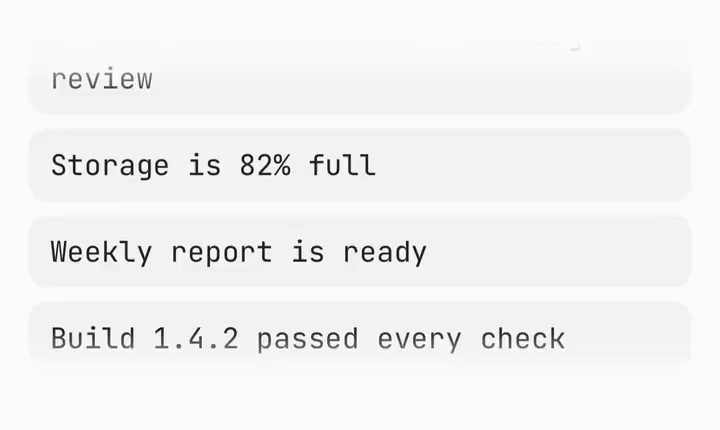 review
Storage is 82% full
Weekly report is ready
Build 1.4.2 passed every check